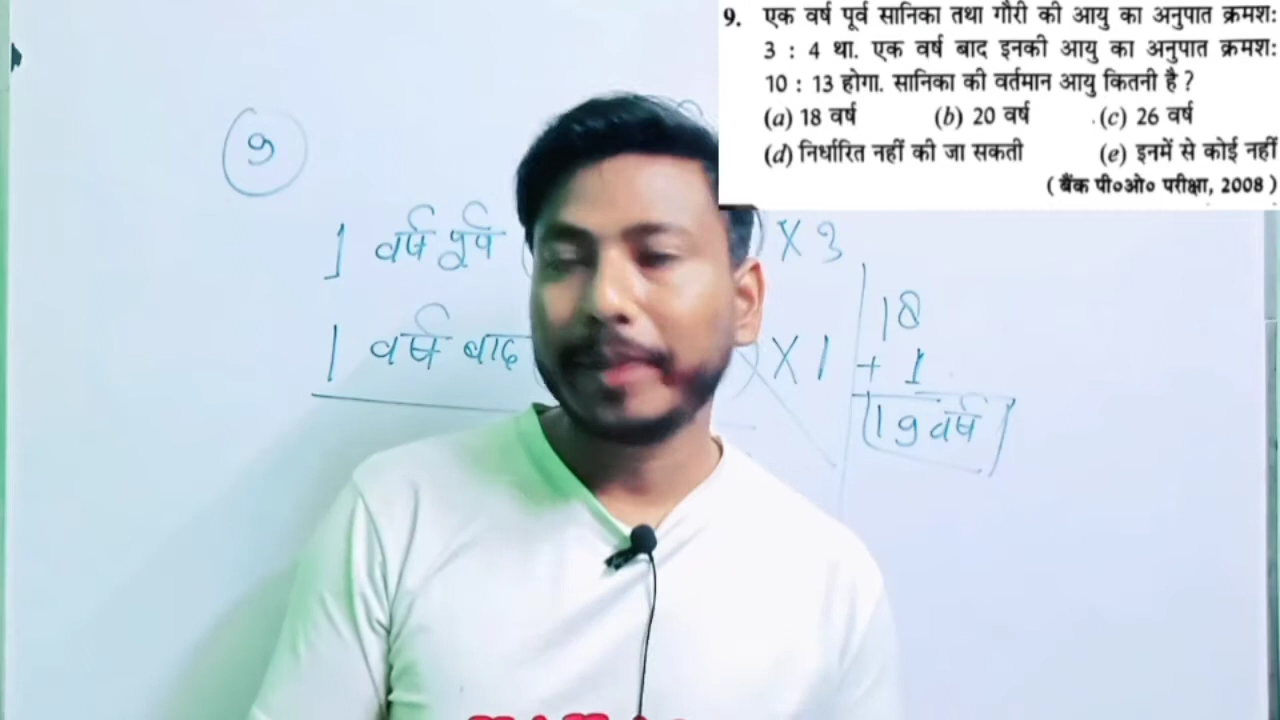 9. एक वर्ष पूर्व सानिका तथा गौरी की आयु का अनुपात क्रमश:
3 : 4 था. एक वर्ष बाद इनकी आयु का अनुपात क्रमश:
10 : 13 होगा. सानिका की वर्तमान आयु कितनी है ?
(a) 18 वर्ष (b) 20 वर्ष (c) 26 वर्ष
(d) निर्धारित नहीं की जा सकती (e) इनमें से कोई नहीं
( बैंक पी०ओ० परीक्षा, 2008 )
9
1 वर्ष पूर्व ) X 3
1 वर्ष बाद ) X 1
18
+ 1
19 वर्ष